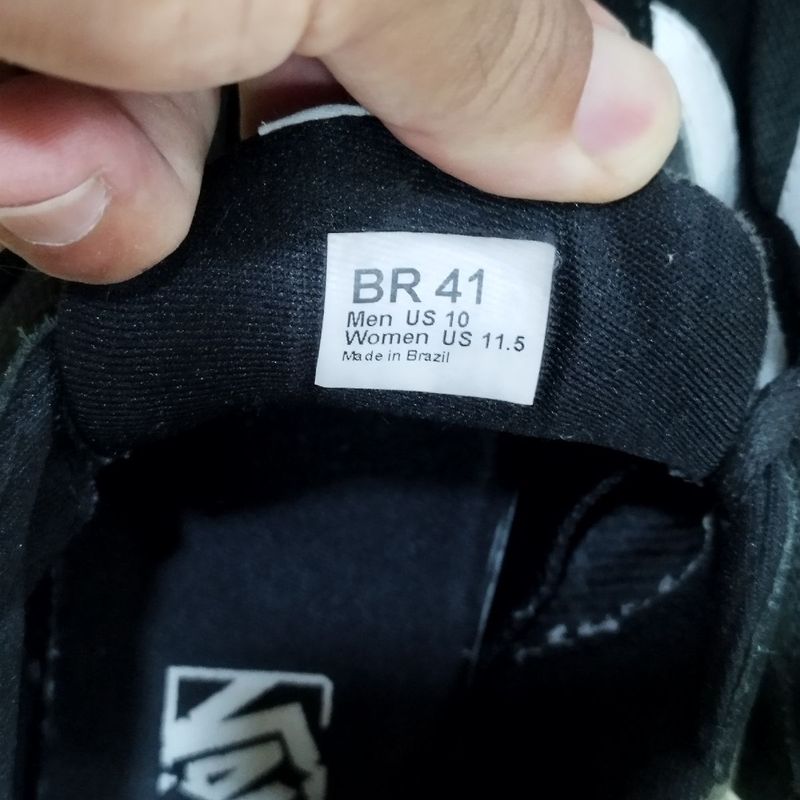 BR 41
Men US 10
Women US 11.5
Made in Brazil